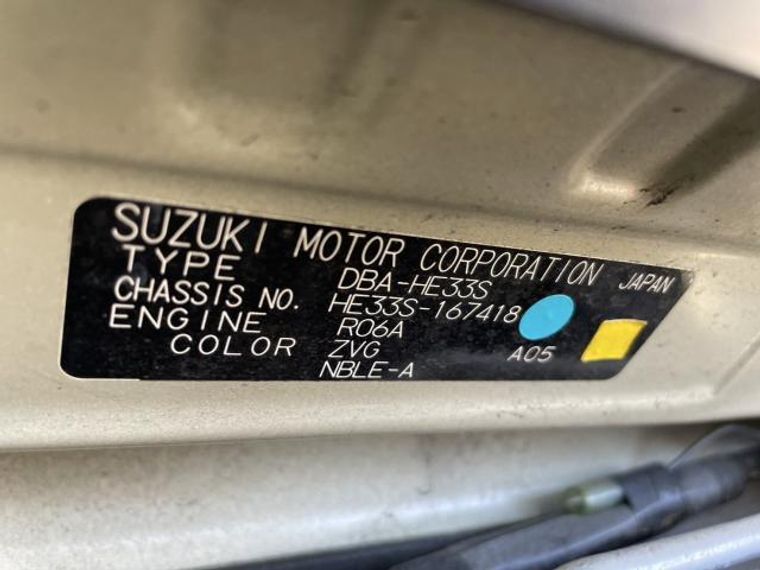 SUZUKI MOTOR CORPORATION JAPAN
TYPE DBA-HE33S
CHASSIS NO. HE33S-167418
ENGINE R06A
COLOR ZVG A05
NBLE-A